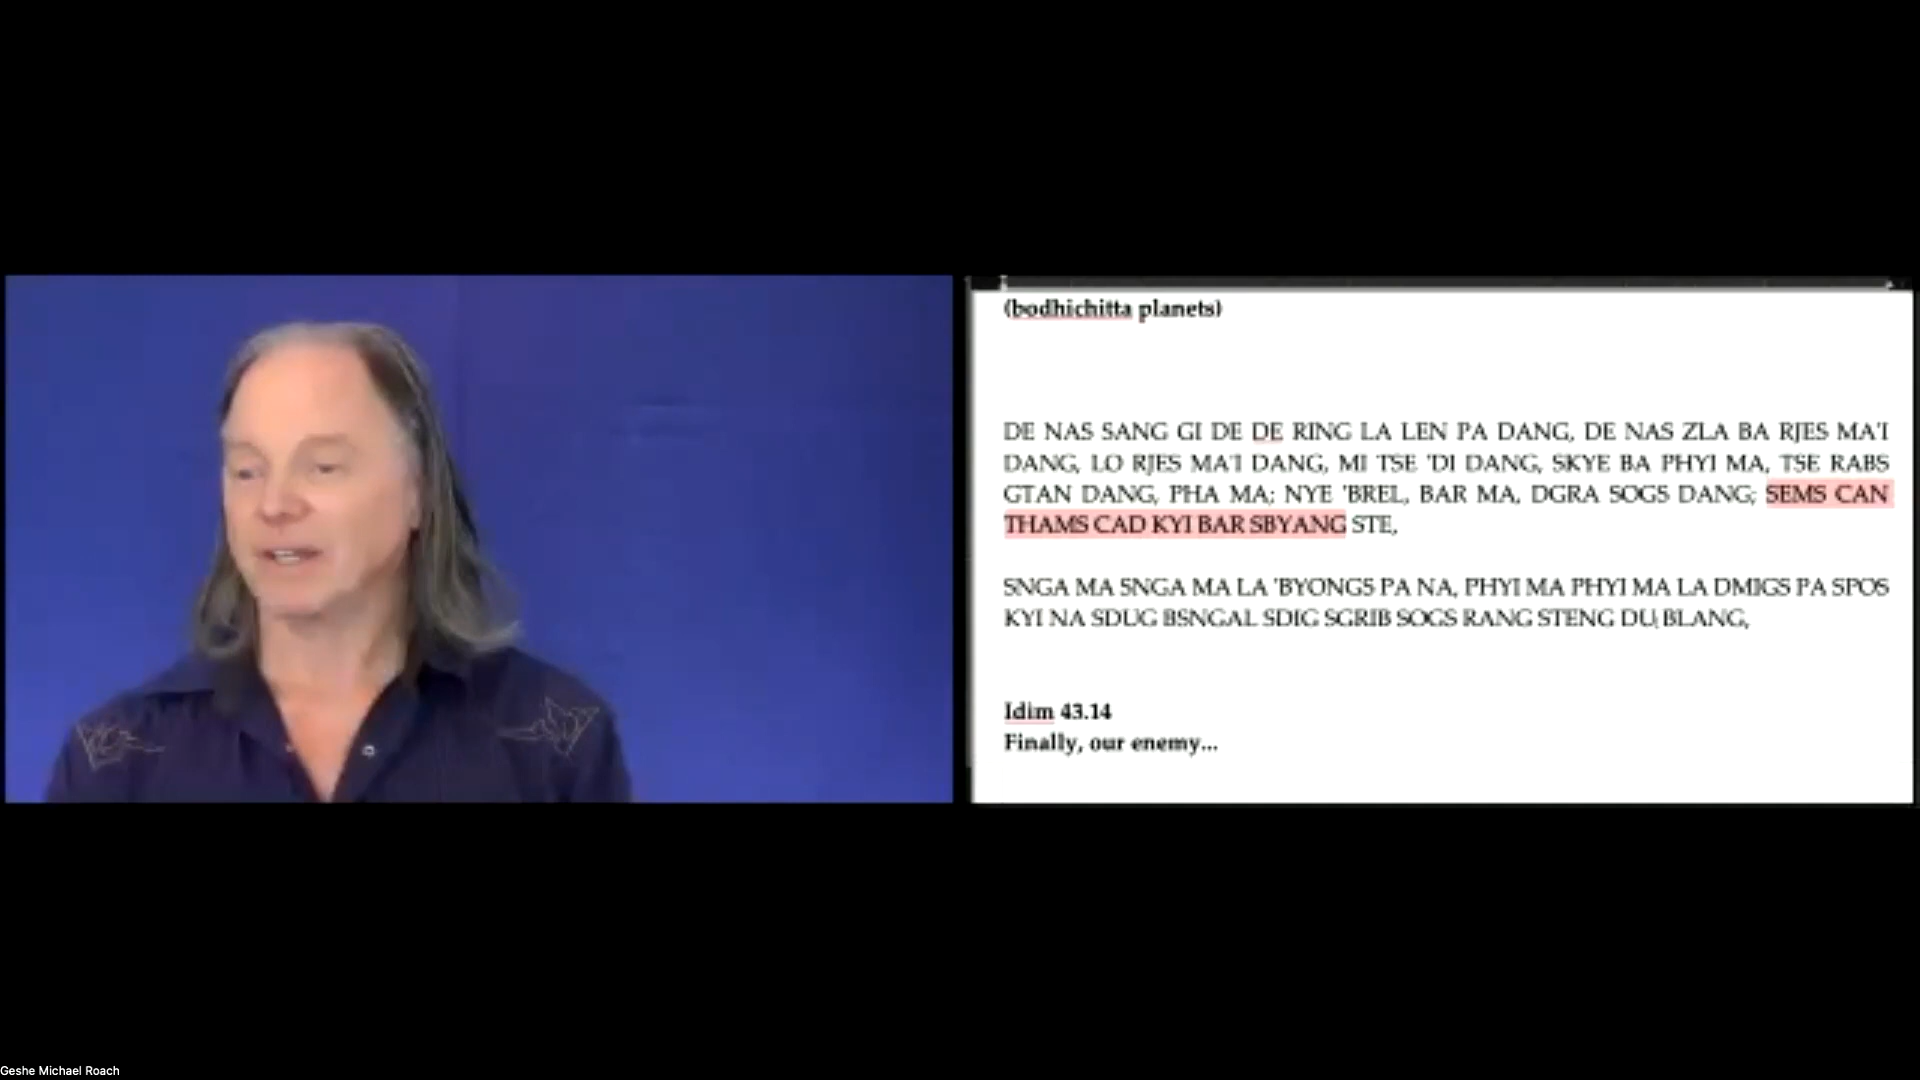 (bodhichitta planets)
DE NAS SANG GI DE DE RING LA LEN PA DANG, DE NAS ZLA BA RJES MA'I
DANG, LO RJES MA'I DANG, MI TSE 'DI DANG, SKYE BA PHYI MA, TSE RABS
GTAN DANG, PHA MA; NYE 'BREL, BAR MA, DGRA SOGS DANG; SEMS CAN
THAMS CAD KYI BAR SBYANG STE,
SNGA MA SNGA MA LA 'BYONGS PA NA, PHYI MA PHYI MA LA DMIGS PA SPOS
KYI NA SDUG BSNGAL SDIG SGRIB SOGS RANG STENG DU; BLANG,
Idim 43.14
Finally, our enemy...
Geshe Michael Roach